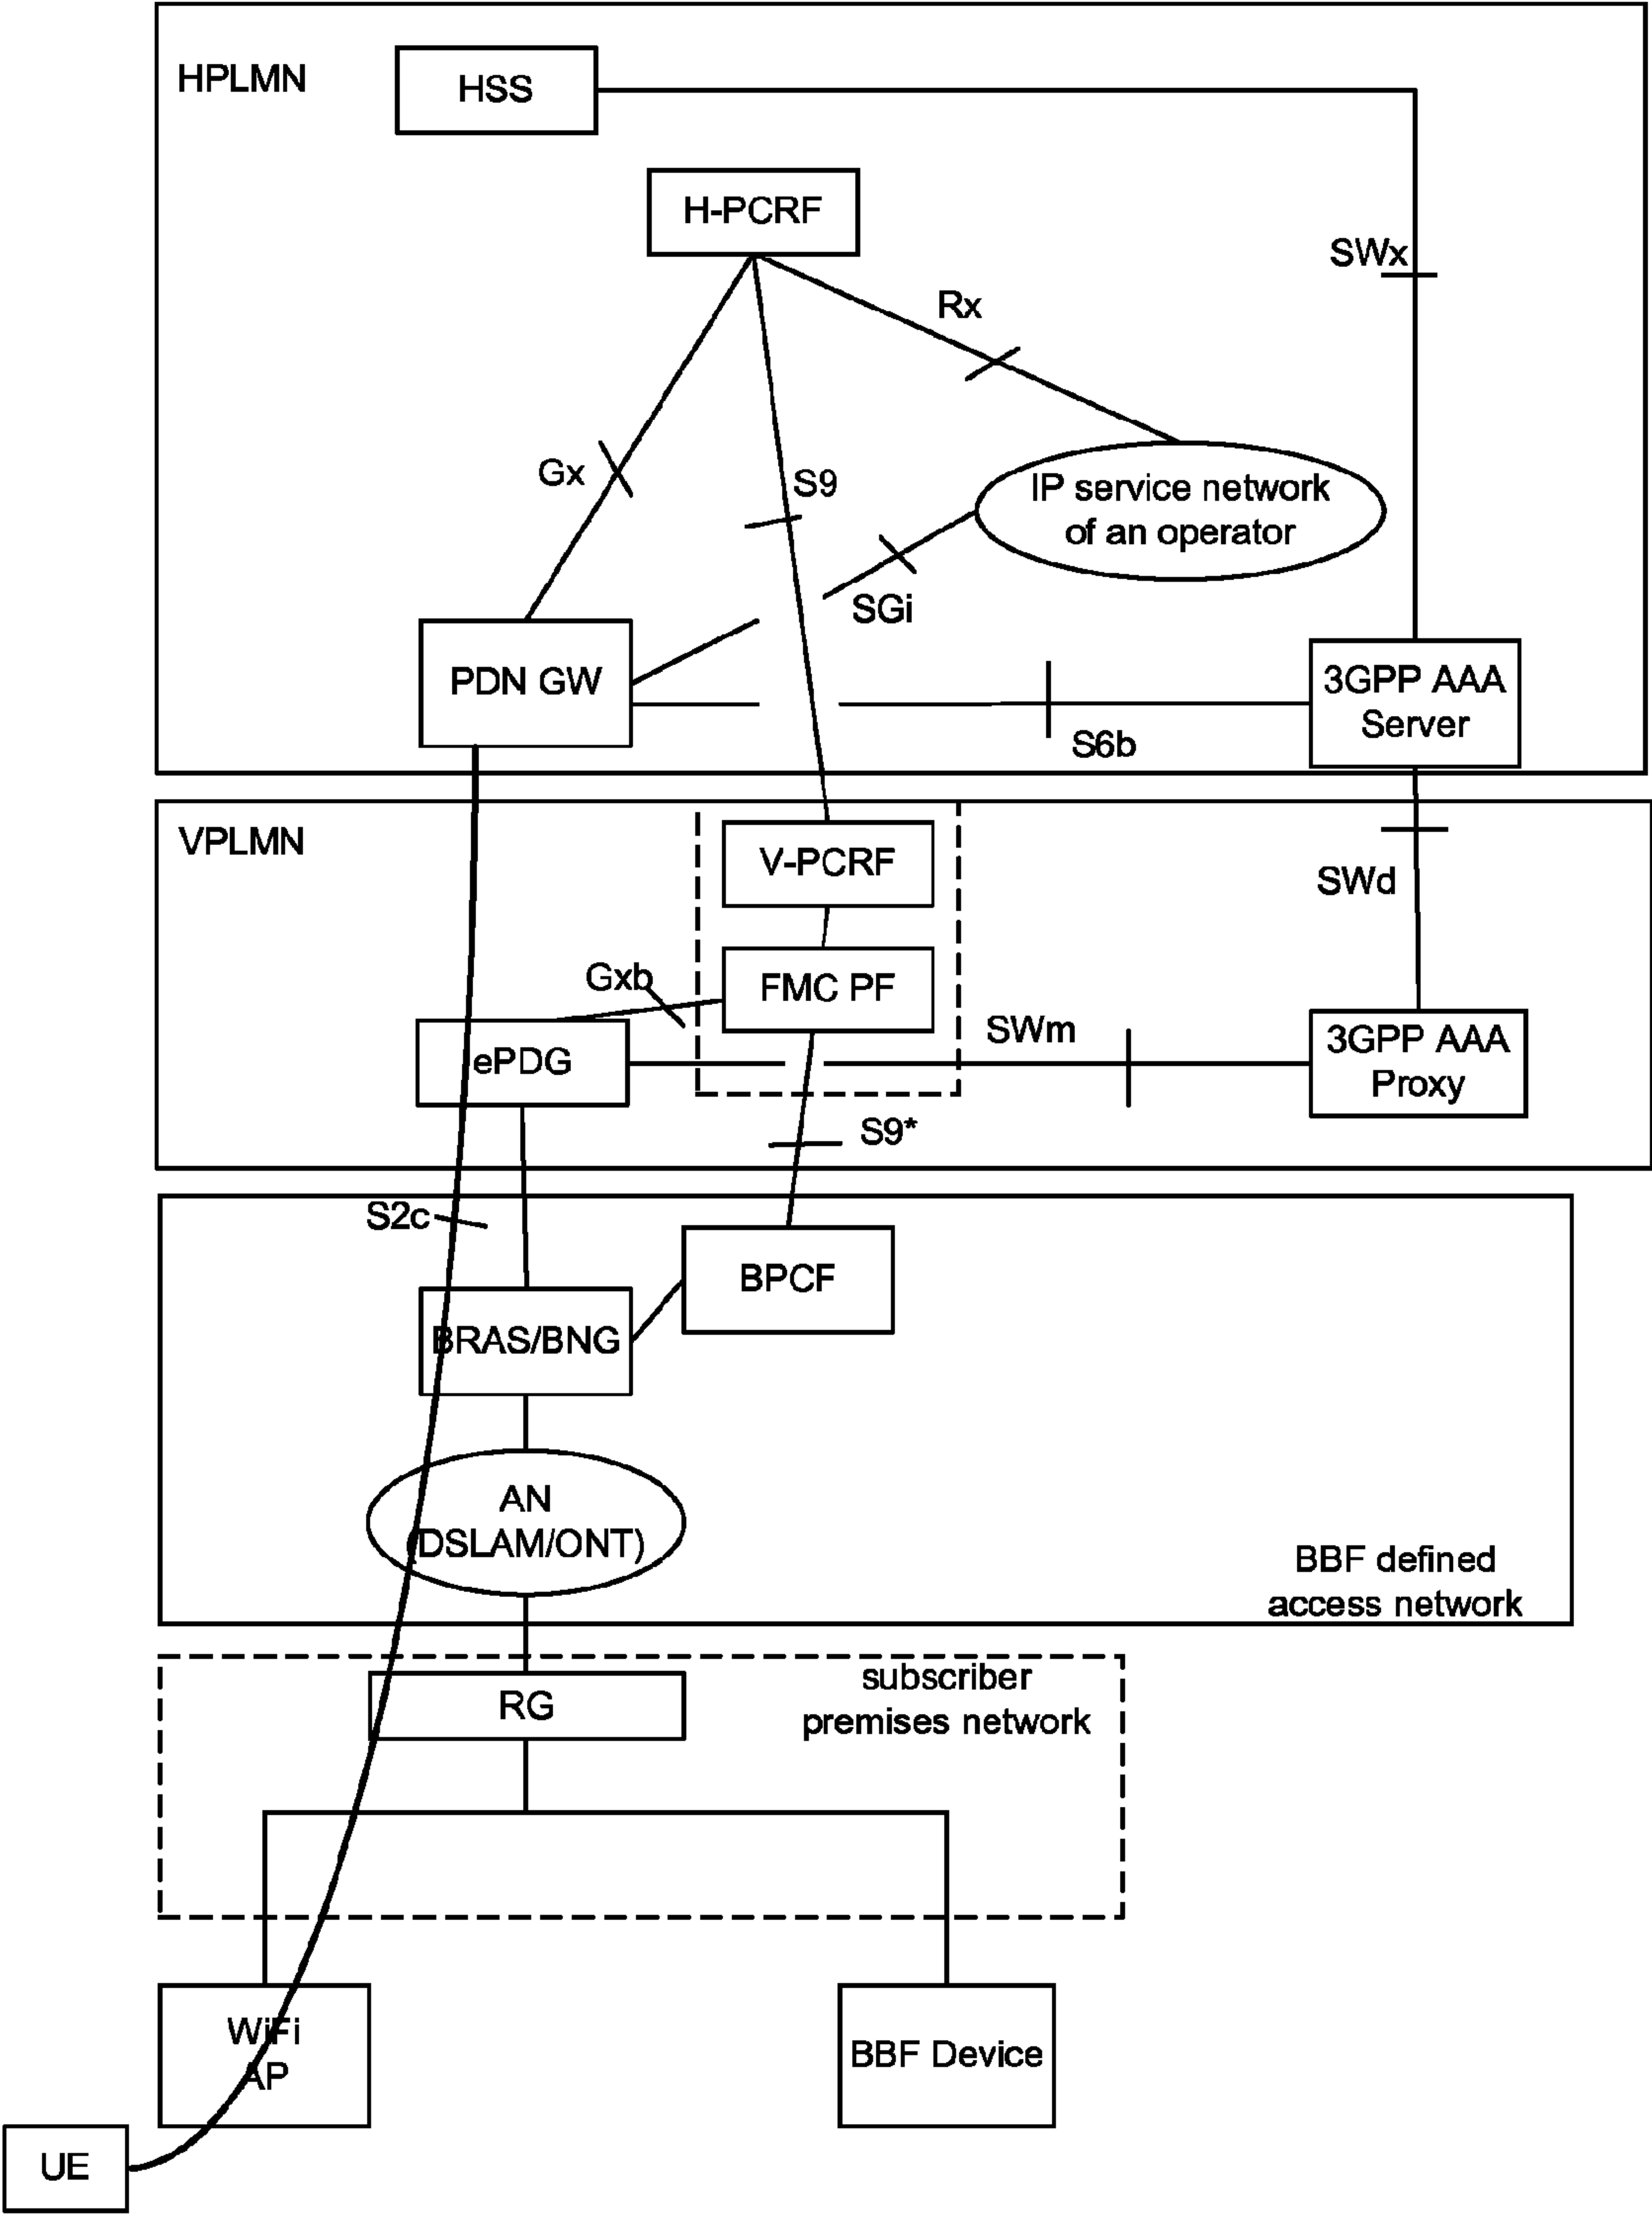 HPLMN
HSS
H-PCRF
SWx
Rx
Gx
S9
IP service network
of an operator
SGi
PDN GW
3GPP AAA
Server
S6b
VPLMN
V-PCRF
SWd
Gxb
FMC PF
SWm
ePDG
3GPP AAA
Proxy
S9*
S2c
BPCF
BRAS/BNG
AN
(DSLAM/ONT)
BBF defined
access network
subscriber
premises network
RG
WiFi
AP
BBF Device
UE